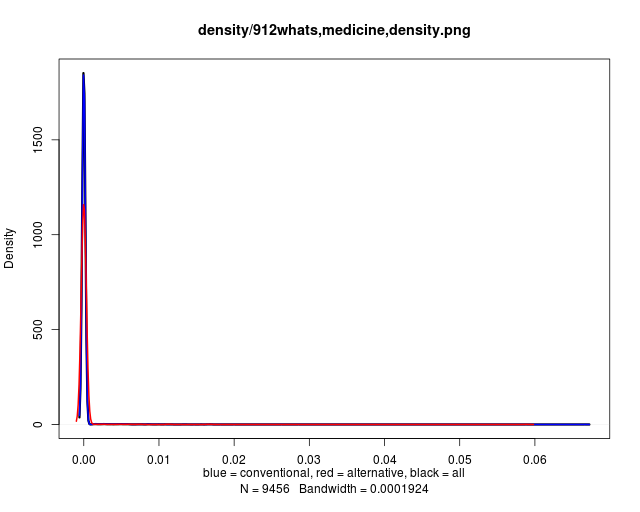 density/912whats,medicine,density.png
Density
1500
1000
500
0
0.00 0.01 0.02 0.03 0.04 0.05 0.06
blue = conventional, red = alternative, black = all
N = 9456 Bandwidth = 0.0001924